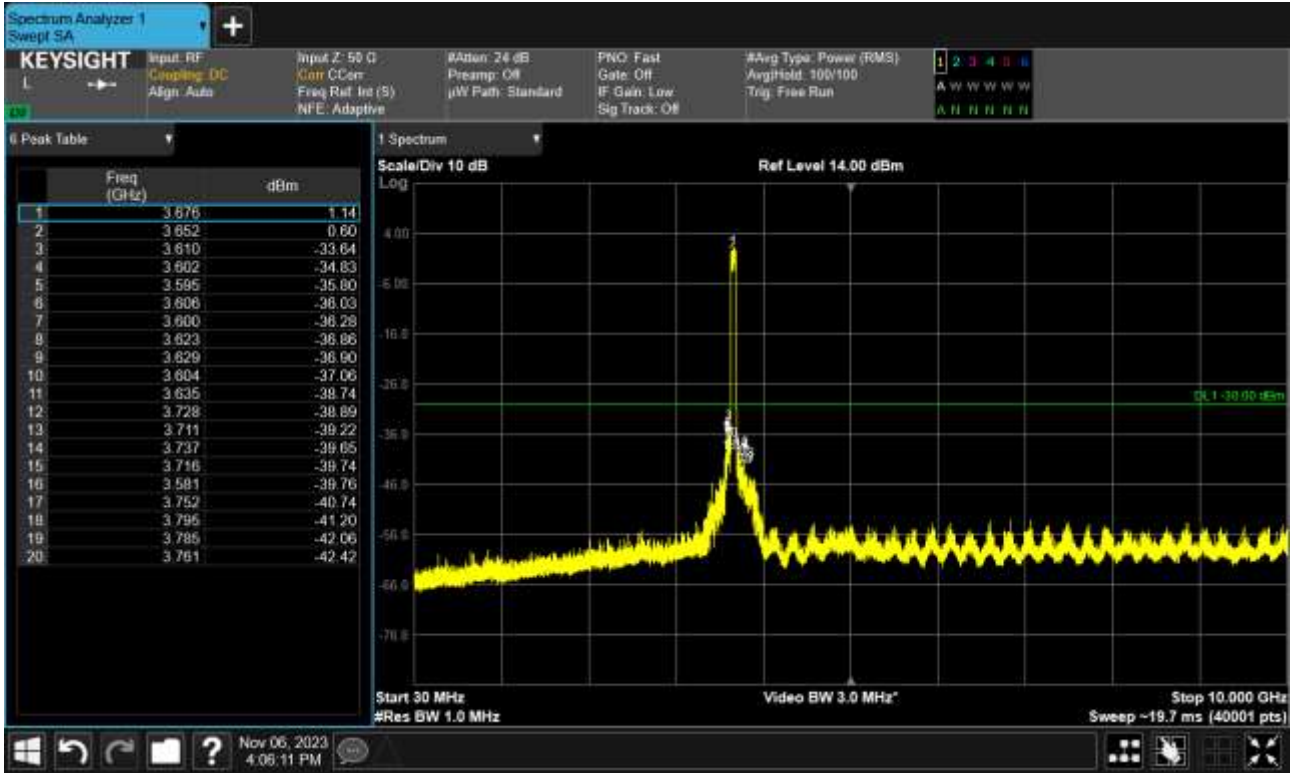 Spectrum Analyzer 1
Swept SA
KEYSIGHT
L
Input: RF
Coupling: DC
Align: Auto
Input Z: 50 Ω
Corr CCorr
Freq Ref: Int (S)
NFE: Adaptive
#Atten: 24 dB
Preamp: Off
µW Path: Standard
PNO: Fast
Gate: Off
IF Gain: Low
Sig Track: Off
#Avg Type: Power (RMS)
Avg|Hold: 100/100
Trig: Free Run
1 2 3 4 5 6
A W W W W W
A N N N N N
6 Peak Table
Freq (GHz) dBm
1 3.676 1.14
2 3.652 0.60
3 3.610 -33.64
4 3.602 -34.83
5 3.595 -35.80
6 3.606 -36.03
7 3.600 -36.28
8 3.623 -36.86
9 3.629 -36.90
10 3.604 -37.06
11 3.635 -38.74
12 3.728 -38.89
13 3.711 -39.22
14 3.737 -39.65
15 3.716 -39.74
16 3.581 -39.76
17 3.752 -40.74
18 3.795 -41.20
19 3.785 -42.06
20 3.761 -42.42
1 Spectrum
Scale/Div 10 dB
Ref Level 14.00 dBm
Log
4.00
-6.00
-16.0
-26.0
DL1 -30.00 dBm
-36.0
-46.0
-56.0
-66.0
-76.0
Start 30 MHz
Video BW 3.0 MHz*
Stop 10.000 GHz
#Res BW 1.0 MHz
Sweep ~19.7 ms (40001 pts)
Nov 06, 2023
4:06:11 PM